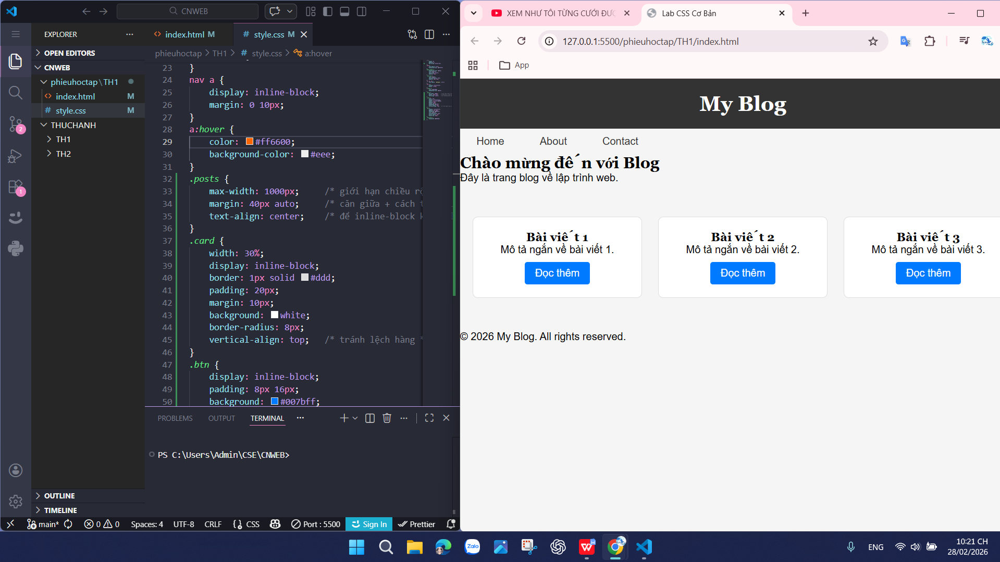 CNWEB
EXPLORER
OPEN EDITORS
CNWEB
phieuhoctap\TH1
index.html M
style.css M
THUCHANH
TH1
TH2
OUTLINE
TIMELINE
2
1
index.html M
style.css M
phieuhoctap > TH1 > # style.css > a:hover
23 }
24 nav a {
25 display: inline-block;
26 margin: 0 10px;
27 }
28 a:hover {
29 color: #ff6600;
30 background-color: #eee;
31 }
32 .posts {
33 max-width: 1000px; /* giới hạn chiều
34 margin: 40px auto; /* căn giữa + cách
35 text-align: center; /* để inline-block
36 }
37 .card {
38 width: 30%;
39 display: inline-block;
40 border: 1px solid #ddd;
41 padding: 20px;
42 margin: 10px;
43 background: white;
44 border-radius: 8px;
45 vertical-align: top; /* tránh lệch hàng
46 }
47 .btn {
48 display: inline-block;
49 padding: 8px 16px;
50 background: #007bff;
PROBLEMS OUTPUT TERMINAL
PS C:\Users\Admin\CSE\CNWEB>
main* 0 0 Spaces: 4 UTF-8 CRLF {} CSS Port : 5500 Sign In Prettier
XEM NHƯ TÔI TỪNG CƯỚI
Lab CSS Cơ Bản
127.0.0.1:5500/phieuhoctap/TH1/index.html
App
My Blog
Home About Contact
Chào mừng đến với Blog
Đây là trang blog về lập trình web.
Bài viết 1
Mô tả ngắn về bài viết 1.
Đọc thêm
Bài viết 2
Mô tả ngắn về bài viết 2.
Đọc thêm
Bài viết 3
Mô tả ngắn về bài viết 3.
Đọc thêm
© 2026 My Blog. All rights reserved.
Zalo
ENG
10:21 CH
28/02/2026